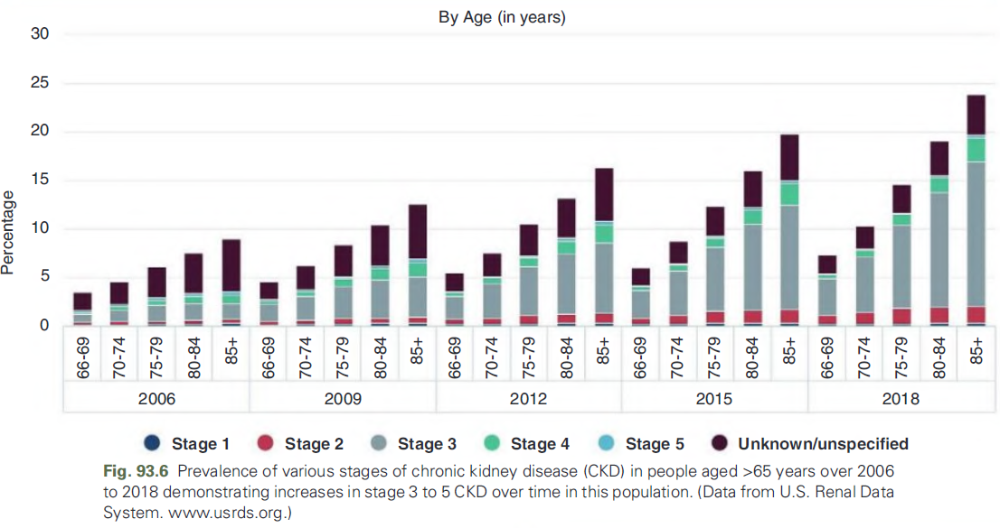 By Age (in years)
30
25
20
15
10
5
0
Percentage
66-69 70-74 75-79 80-84 85+ 66-69 70-74 75-79 80-84 85+ 66-69 70-74 75-79 80-84 85+ 66-69 70-74 75-79 80-84 85+ 66-69 70-74 75-79 80-84 85+
2006 2009 2012 2015 2018
Stage 1 Stage 2 Stage 3 Stage 4 Stage 5 Unknown/unspecified
Fig. 93.6 Prevalence of various stages of chronic kidney disease (CKD) in people aged >65 years over 2006
to 2018 demonstrating increases in stage 3 to 5 CKD over time in this population. (Data from U.S. Renal Data
System. www.usrds.org.)